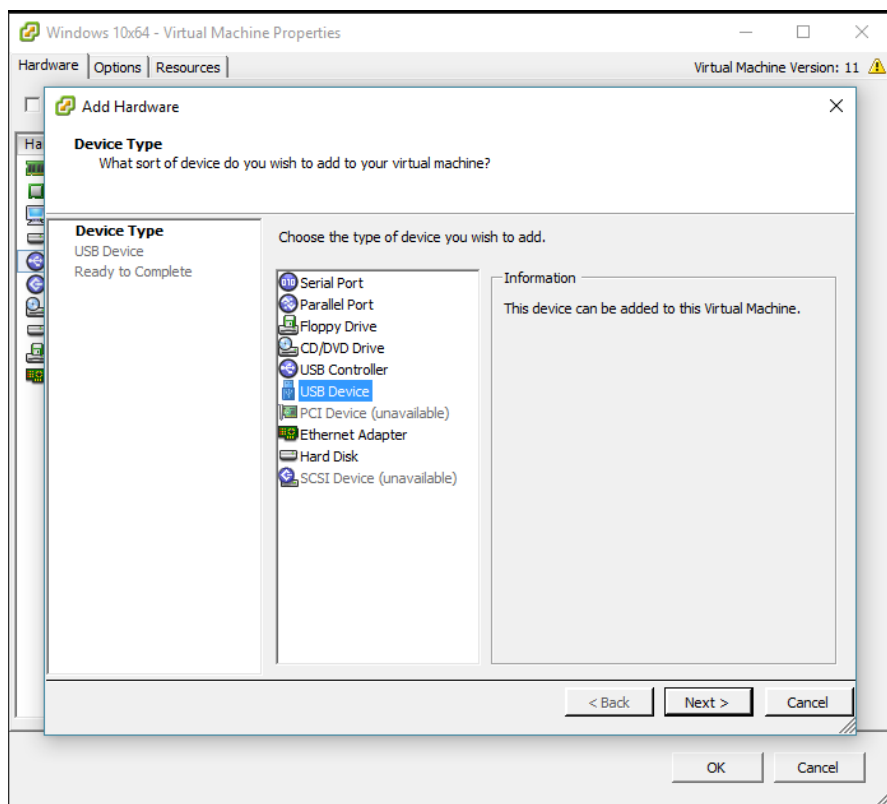 Windows 10x64 - Virtual Machine Properties
Hardware Options Resources Virtual Machine Version: 11
Add Hardware
Ha
Device Type
What sort of device do you wish to add to your virtual machine?
Device Type
USB Device
Ready to Complete
Choose the type of device you wish to add.
Serial Port
Parallel Port
Floppy Drive
CD/DVD Drive
USB Controller
USB Device
PCI Device (unavailable)
Ethernet Adapter
Hard Disk
SCSI Device (unavailable)
Information
This device can be added to this Virtual Machine.
< Back Next > Cancel
OK Cancel